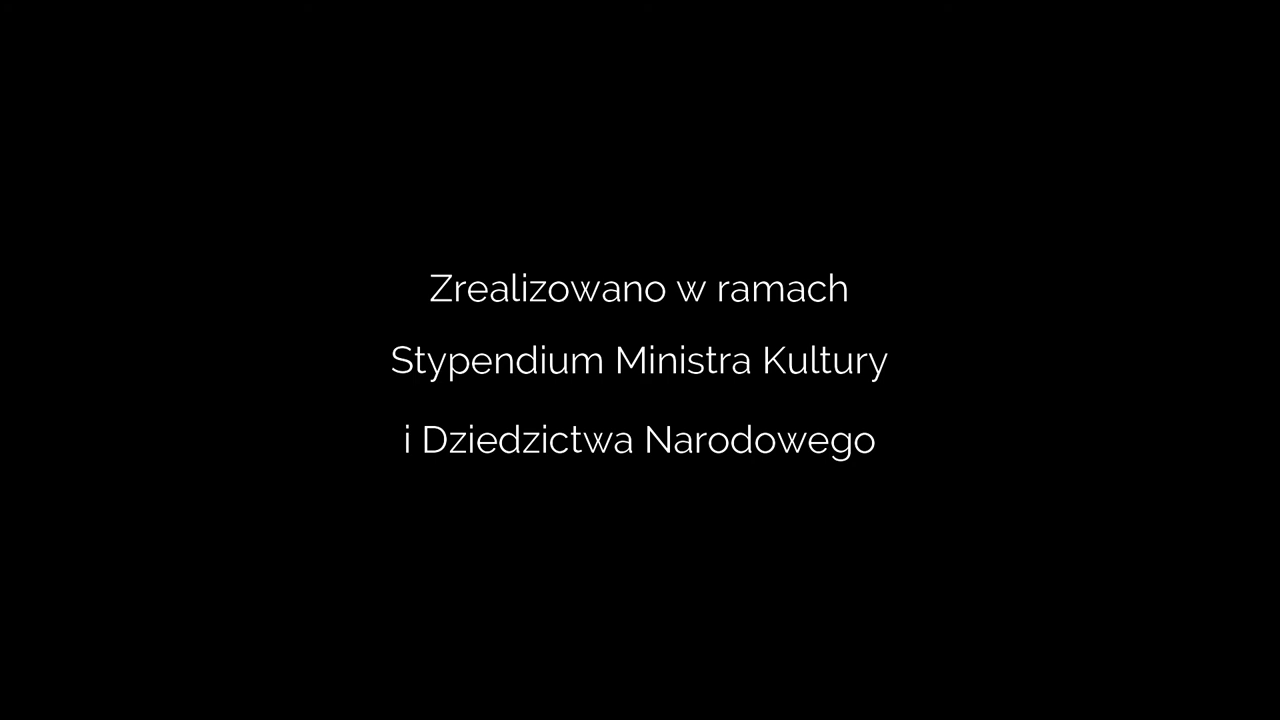 Zrealizowano w ramach
Stypendium Ministra Kultury
i Dziedzictwa Narodowego